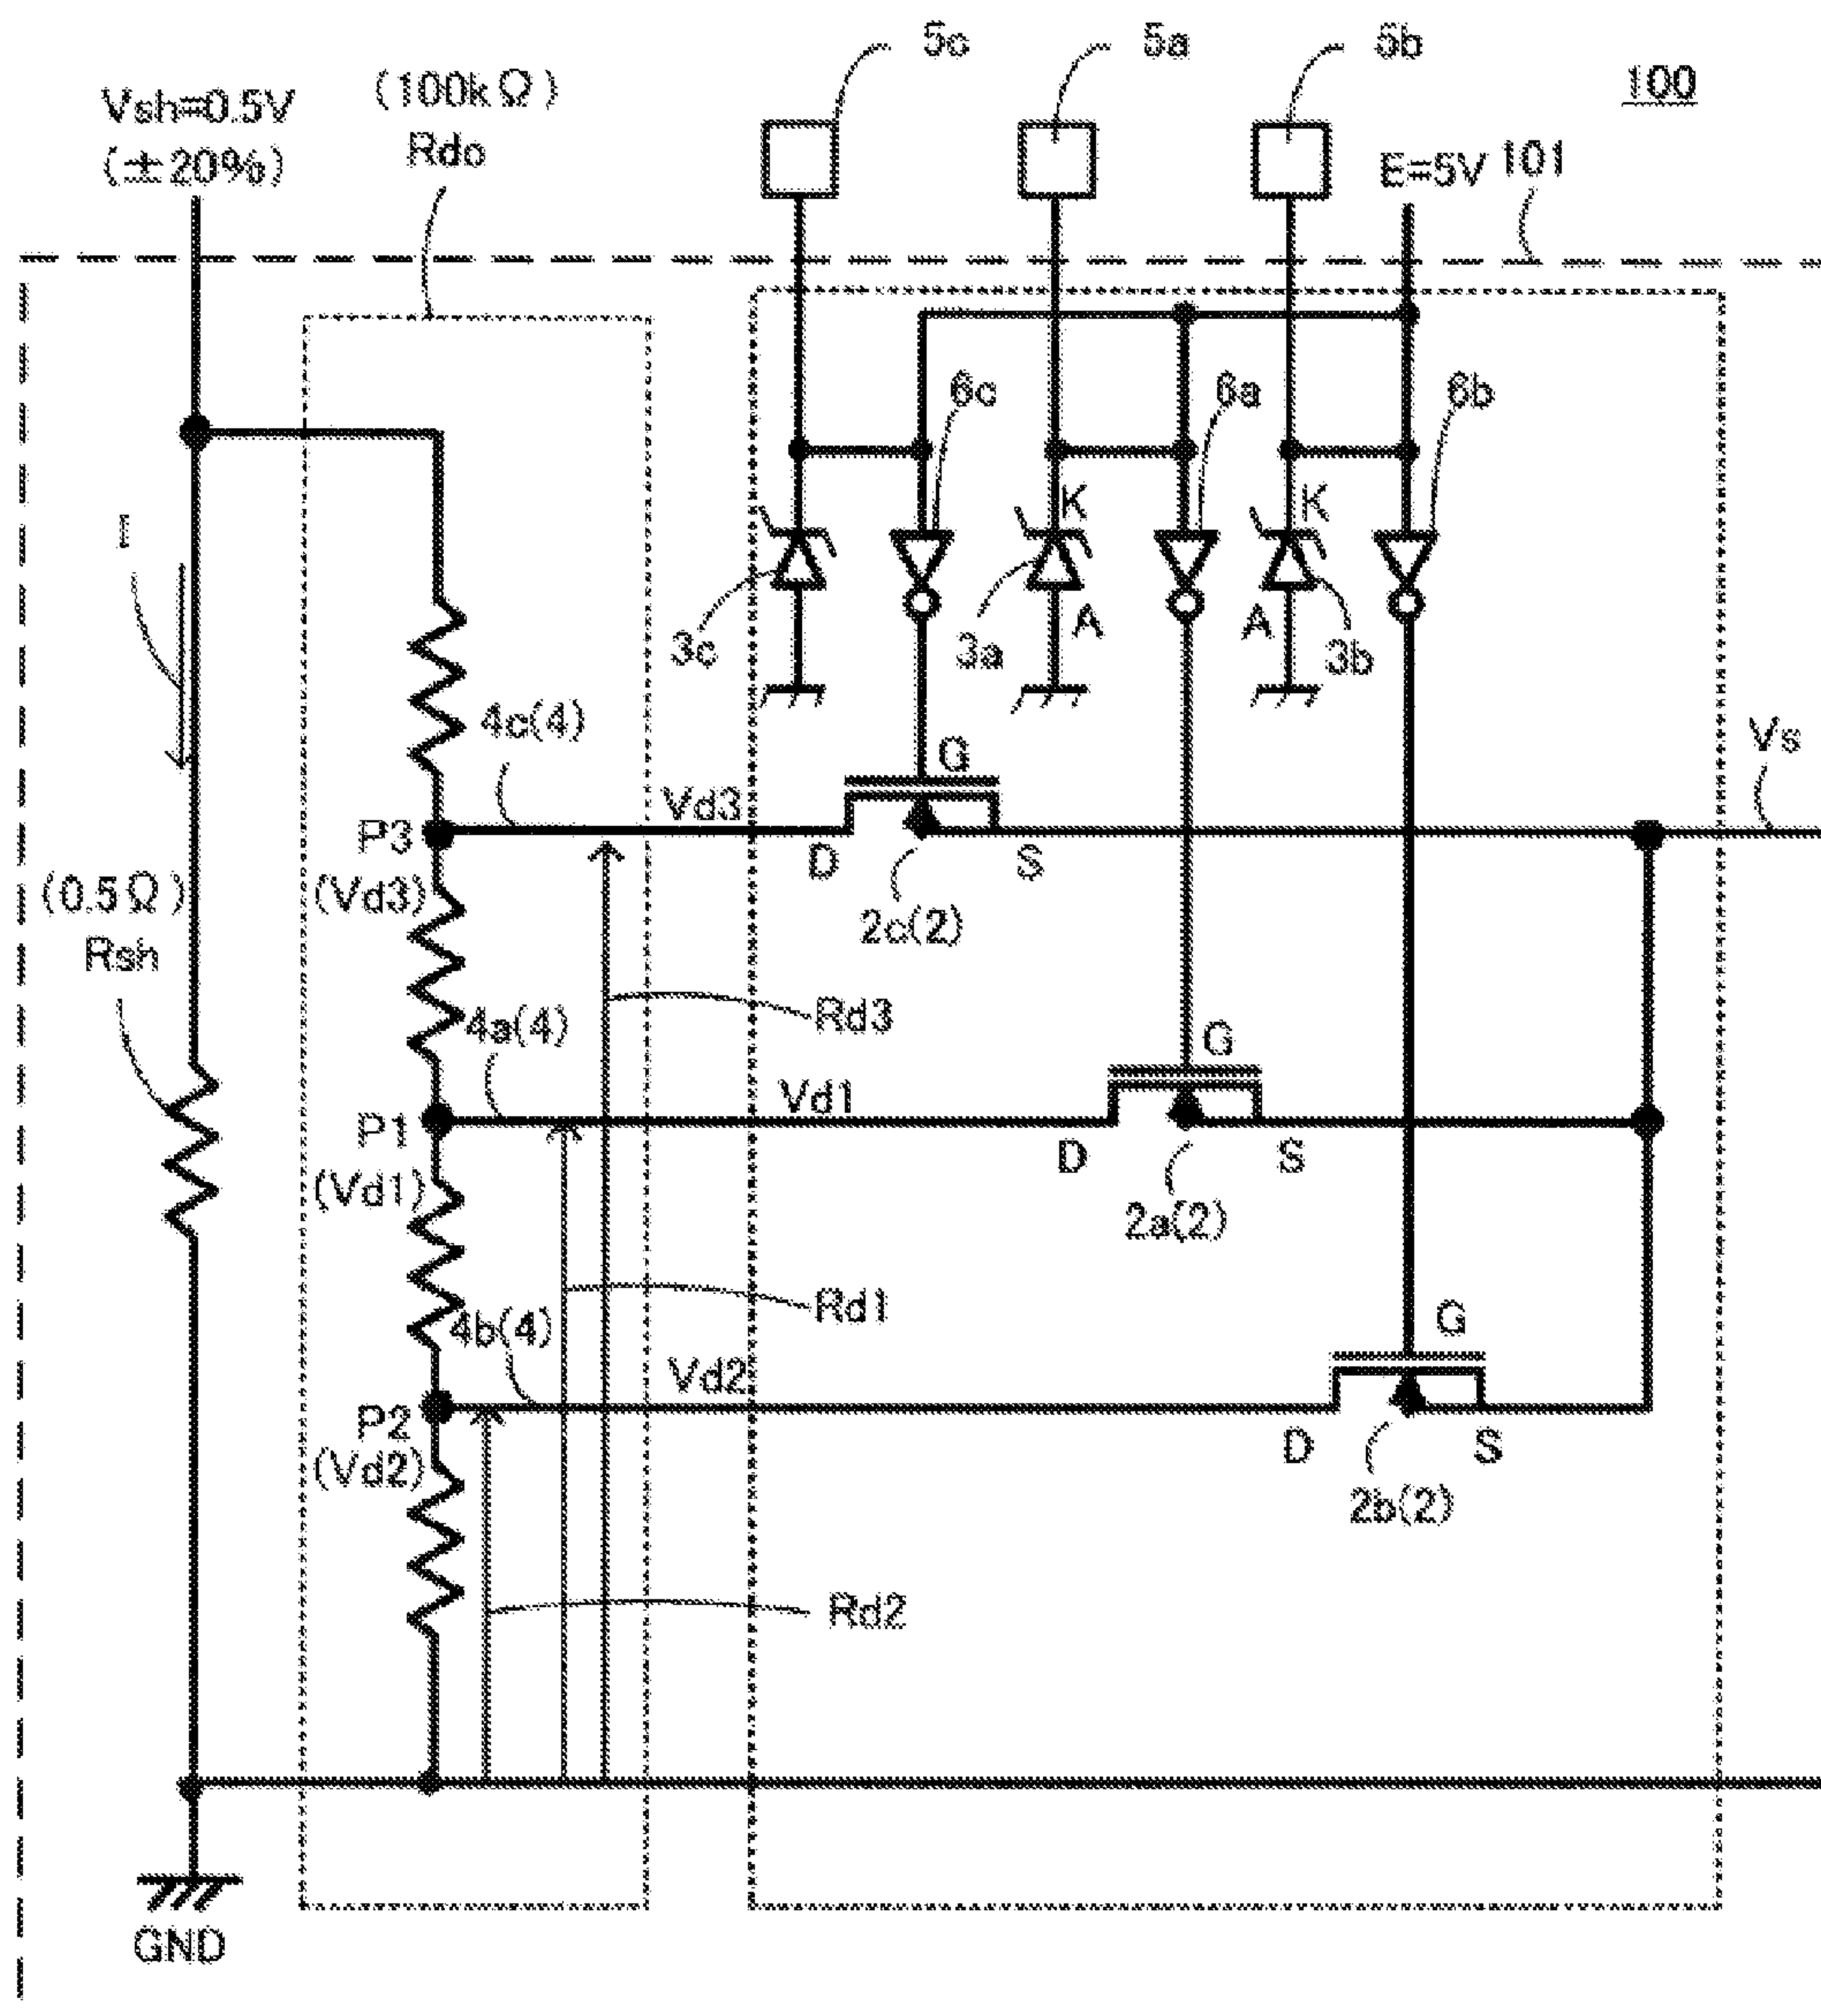 5c
5a
5b
100
(100kΩ)
Rdo
Vsh=0.5V
(±20%)
E=5V
101
6c
6a
6b
I
K
K
3c
3a
A
A
3b
4c(4)
G
Vs
Vd3
P3
(Vd3)
D
S
2c(2)
(0.5Ω)
Rsh
Rd3
4a(4)
G
Vd1
P1
(Vd1)
D
S
2a(2)
Rd1
4b(4)
G
Vd2
P2
(Vd2)
D
S
2b(2)
Rd2
GND